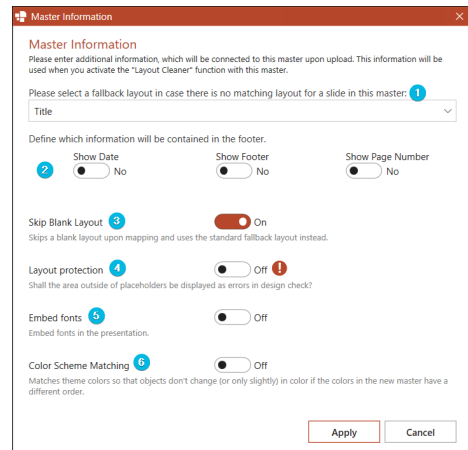 Master Information
Master Information
Please enter additional information, which will be connected to this master upon upload. This information will be
used when you activate the "Layout Cleaner" function with this master.
Please select a fallback layout in case there is no matching layout for a slide in this master: 1
Title
Define which information will be contained in the footer.
Show Date Show Footer Show Page Number
2 No No No
Skip Blank Layout 3 On
Skips a blank layout upon mapping and uses the standard fallback layout instead.
Layout protection 4 Off !
Shall the area outside of placeholders be displayed as errors in design check?
Embed fonts 5 Off
Embed fonts in the presentation.
Color Scheme Matching 6 Off
Matches theme colors so that objects don't change (or only slightly) in color if the colors in the new master have a
different order.
Apply Cancel